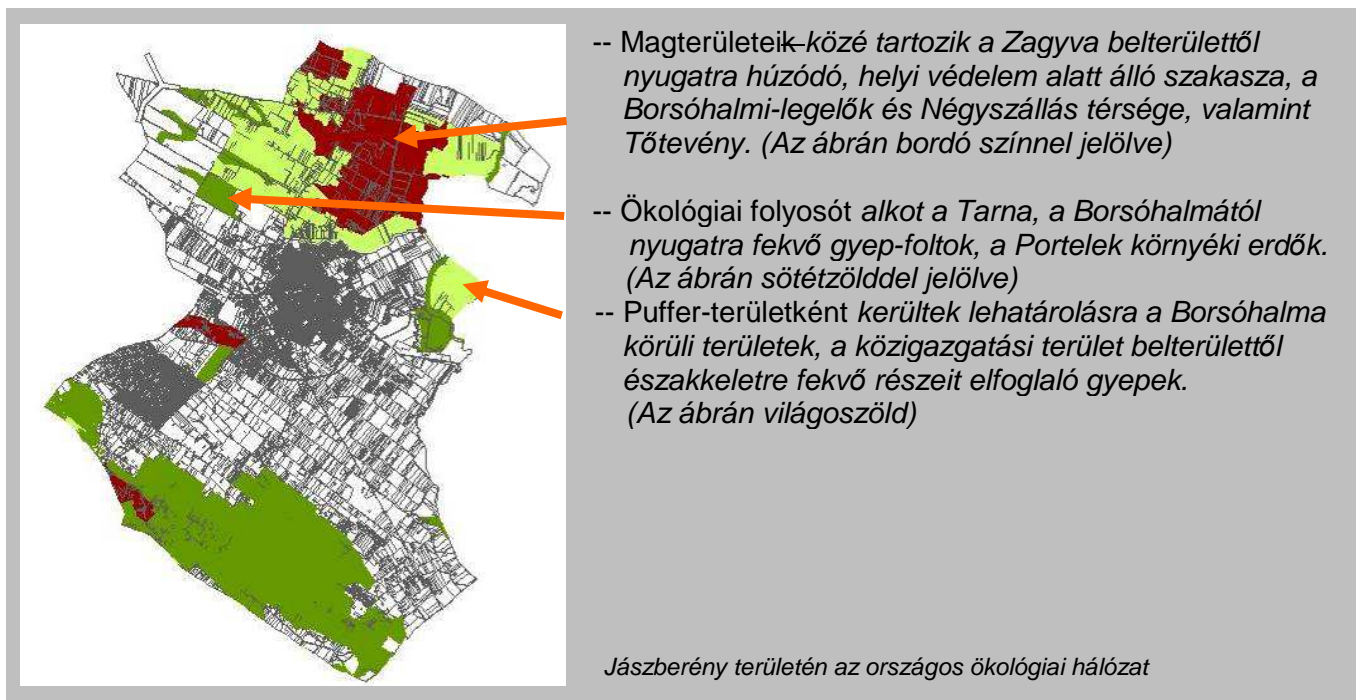 -- Magterületeik közé tartozik a Zagyva belterülettől
nyugatra húzódó, helyi védelem alatt álló szakasza, a
Borsóhalmi-legelők és Négyszállás térsége, valamint
Tőtevény. (Az ábrán bordó színnel jelölve)
-- Ökológiai folyosót alkot a Tarna, a Borsóhalmától
nyugatra fekvő gyep-foltok, a Portelek környéki erdők.
(Az ábrán sötétzölddel jelölve)
-- Puffer-területként kerültek lehatárolásra a Borsóhalma
körüli területek, a közigazgatási terület belterülettől
északkeletre fekvő részeit elfoglaló gyepek.
(Az ábrán világoszöld)
Jászberény területén az országos ökológiai hálózat